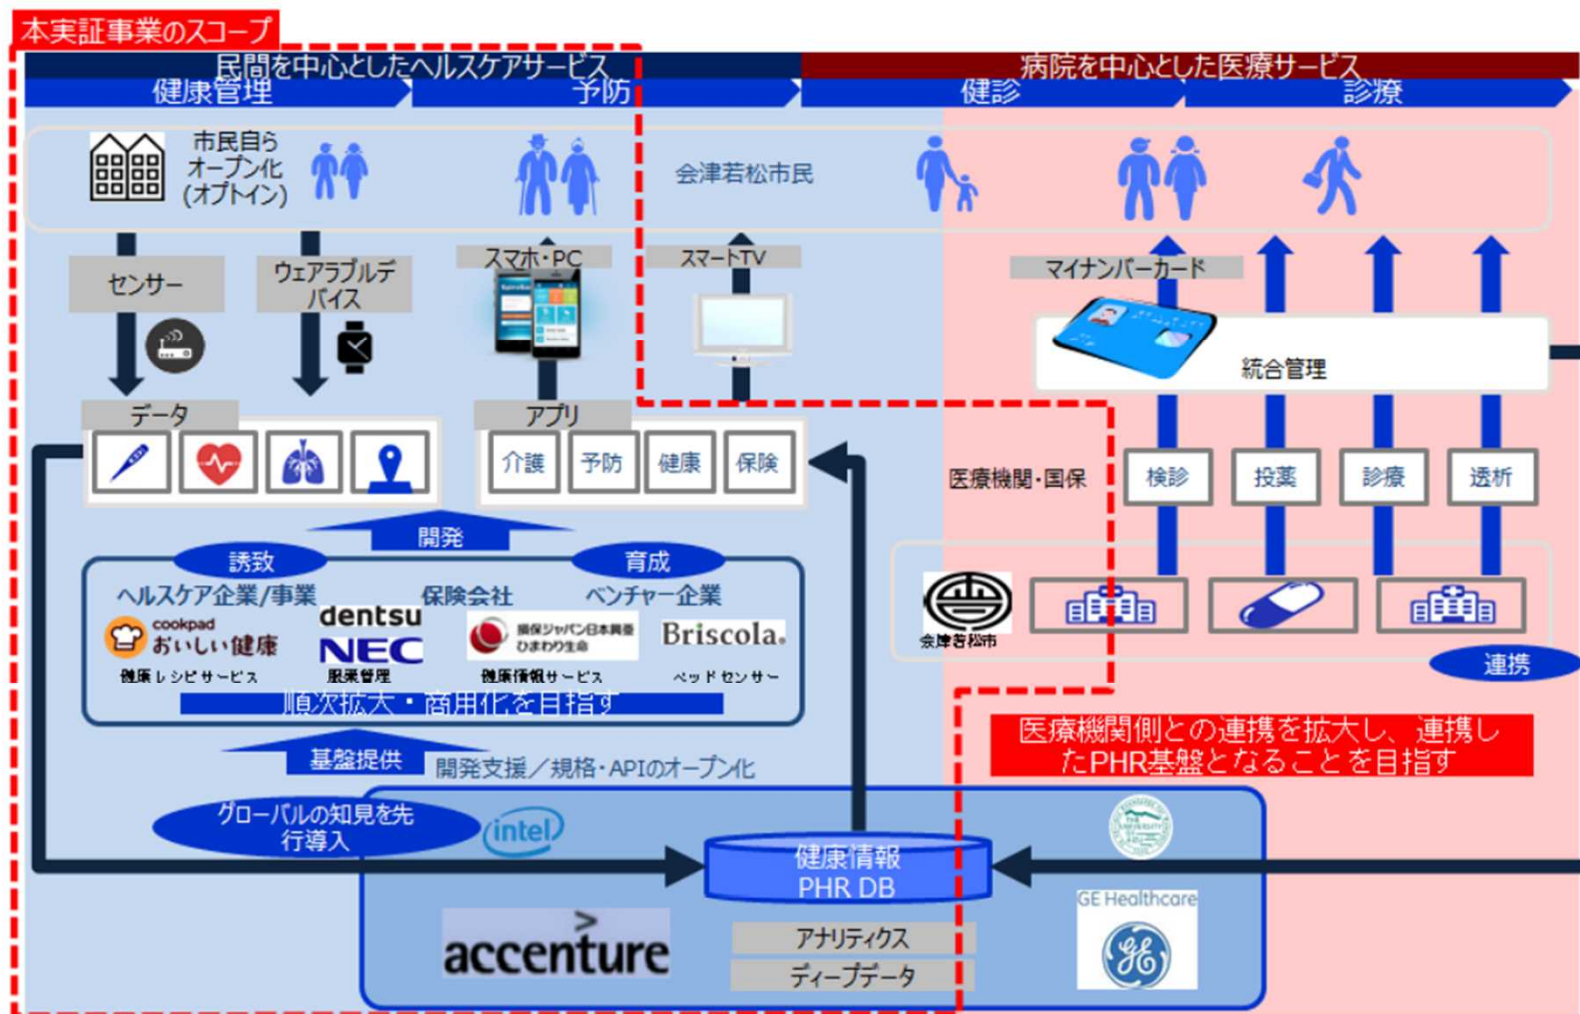 本実証事業のスコープ
民間を中心としたヘルスケアサービス
病院を中心とした医療サービス
健康管理
予防
健診
診療
市民自ら
オープン化
(オプトイン)
会津若松市民
センサー
ウェアラブルデ
バイス
スマホ・PC
スマートTV
マイナンバーカード
統合管理
データ
アプリ
介護
予防
健康
保険
医療機関・国保
検診
投薬
診療
透析
開発
誘致
育成
ヘルスケア企業/事業
保険会社
ベンチャー企業
cookpad
おいしい健康
健康レシピサービス
dentsu
NEC
服薬管理
損保ジャパン日本興亜
ひまわり生命
健康情報サービス
Briscola.
ベッドセンサー
会津若松市
連携
順次拡大・商用化を目指す
医療機関側との連携を拡大し、連携し
たPHR基盤となることを目指す
基盤提供
開発支援／規格・APIのオープン化
グローバルの知見を先
行導入
intel
健康情報
PHR DB
accenture
アナリティクス
ディープデータ
GE Healthcare
GE